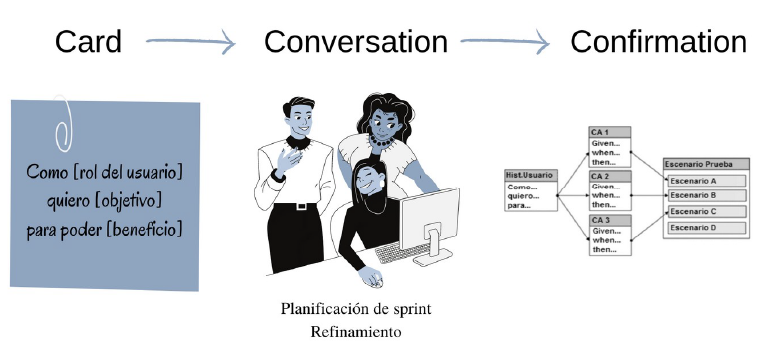 Card
Conversation
Confirmation
Como [rol del usuario]
quiero [objetivo]
para poder [beneficio]
Planificación de sprint
Refinamiento
Hist.Usuario
Como...
quiero...
para...
CA 1
Given...
when...
then...
CA 2
Given...
when...
then...
CA 3
Given...
when...
then...
Escenario Prueba
Escenario A
Escenario B
Escenario C
Escenario D